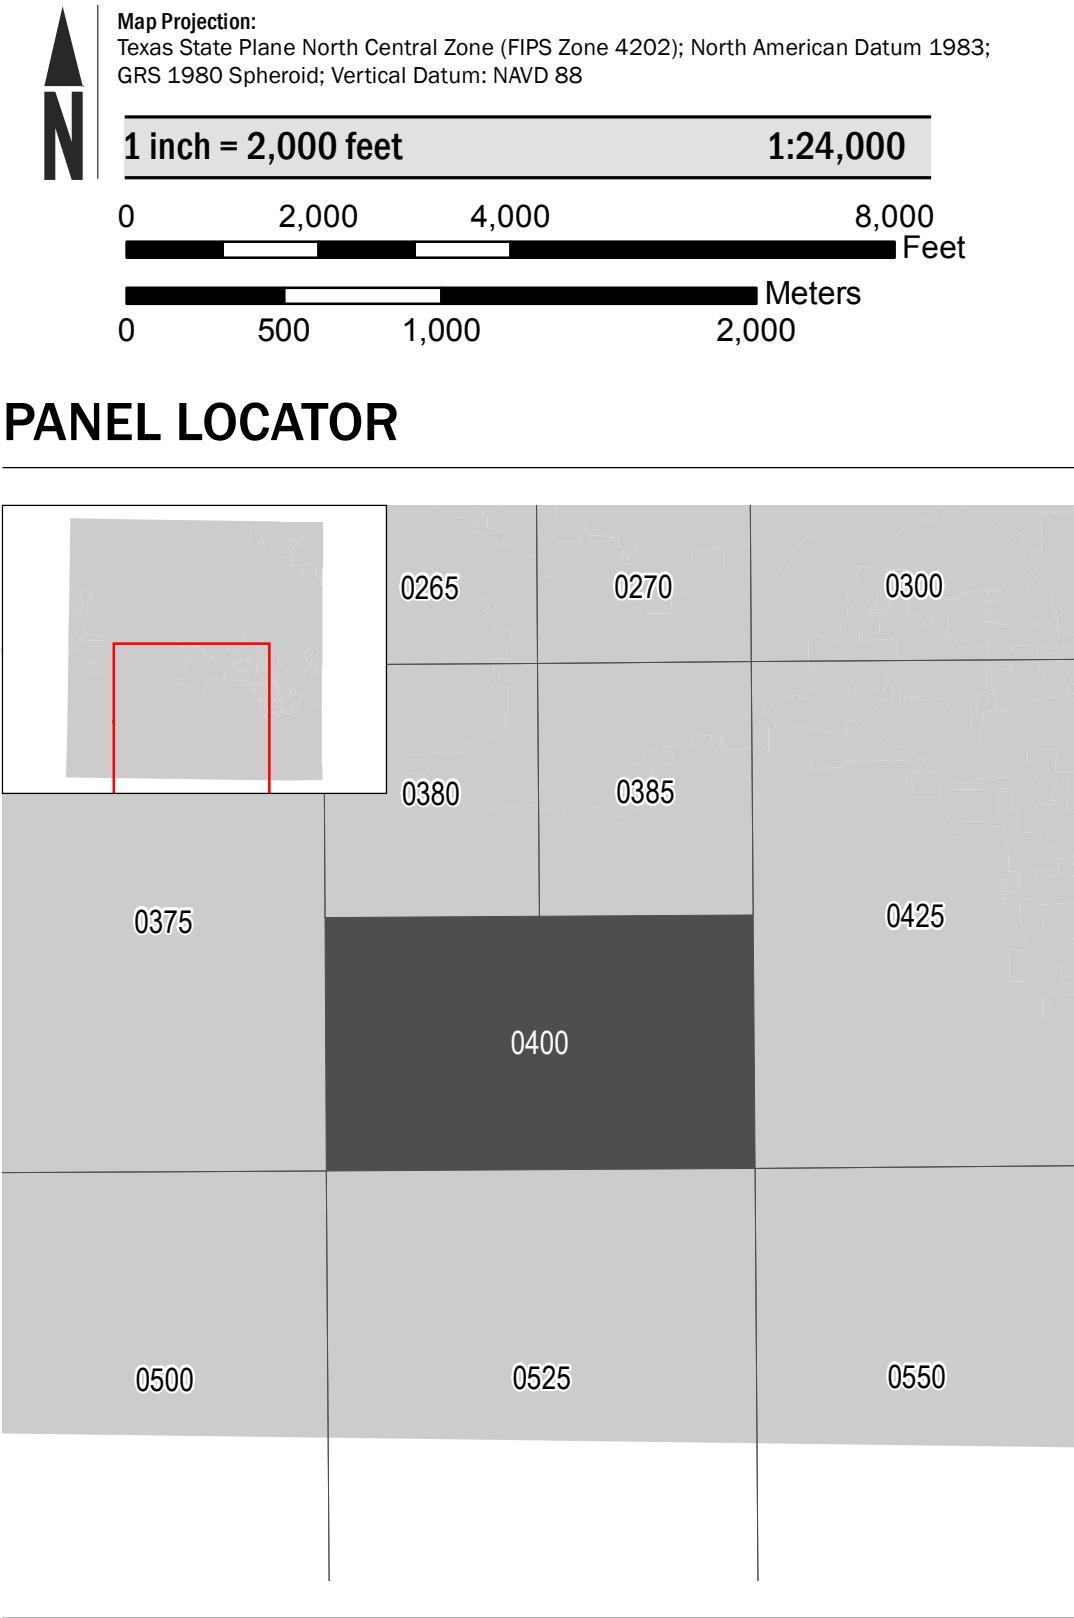 N
Map Projection:
Texas State Plane North Central Zone (FIPS Zone 4202); North American Datum 1983;
GRS 1980 Spheroid; Vertical Datum: NAVD 88
1 inch = 2,000 feet 1:24,000
0 2,000 4,000 8,000
Feet
Meters
0 500 1,000 2,000
PANEL LOCATOR
0265 0270 0300
0380 0385
0375 0425
0400
0500 0525 0550